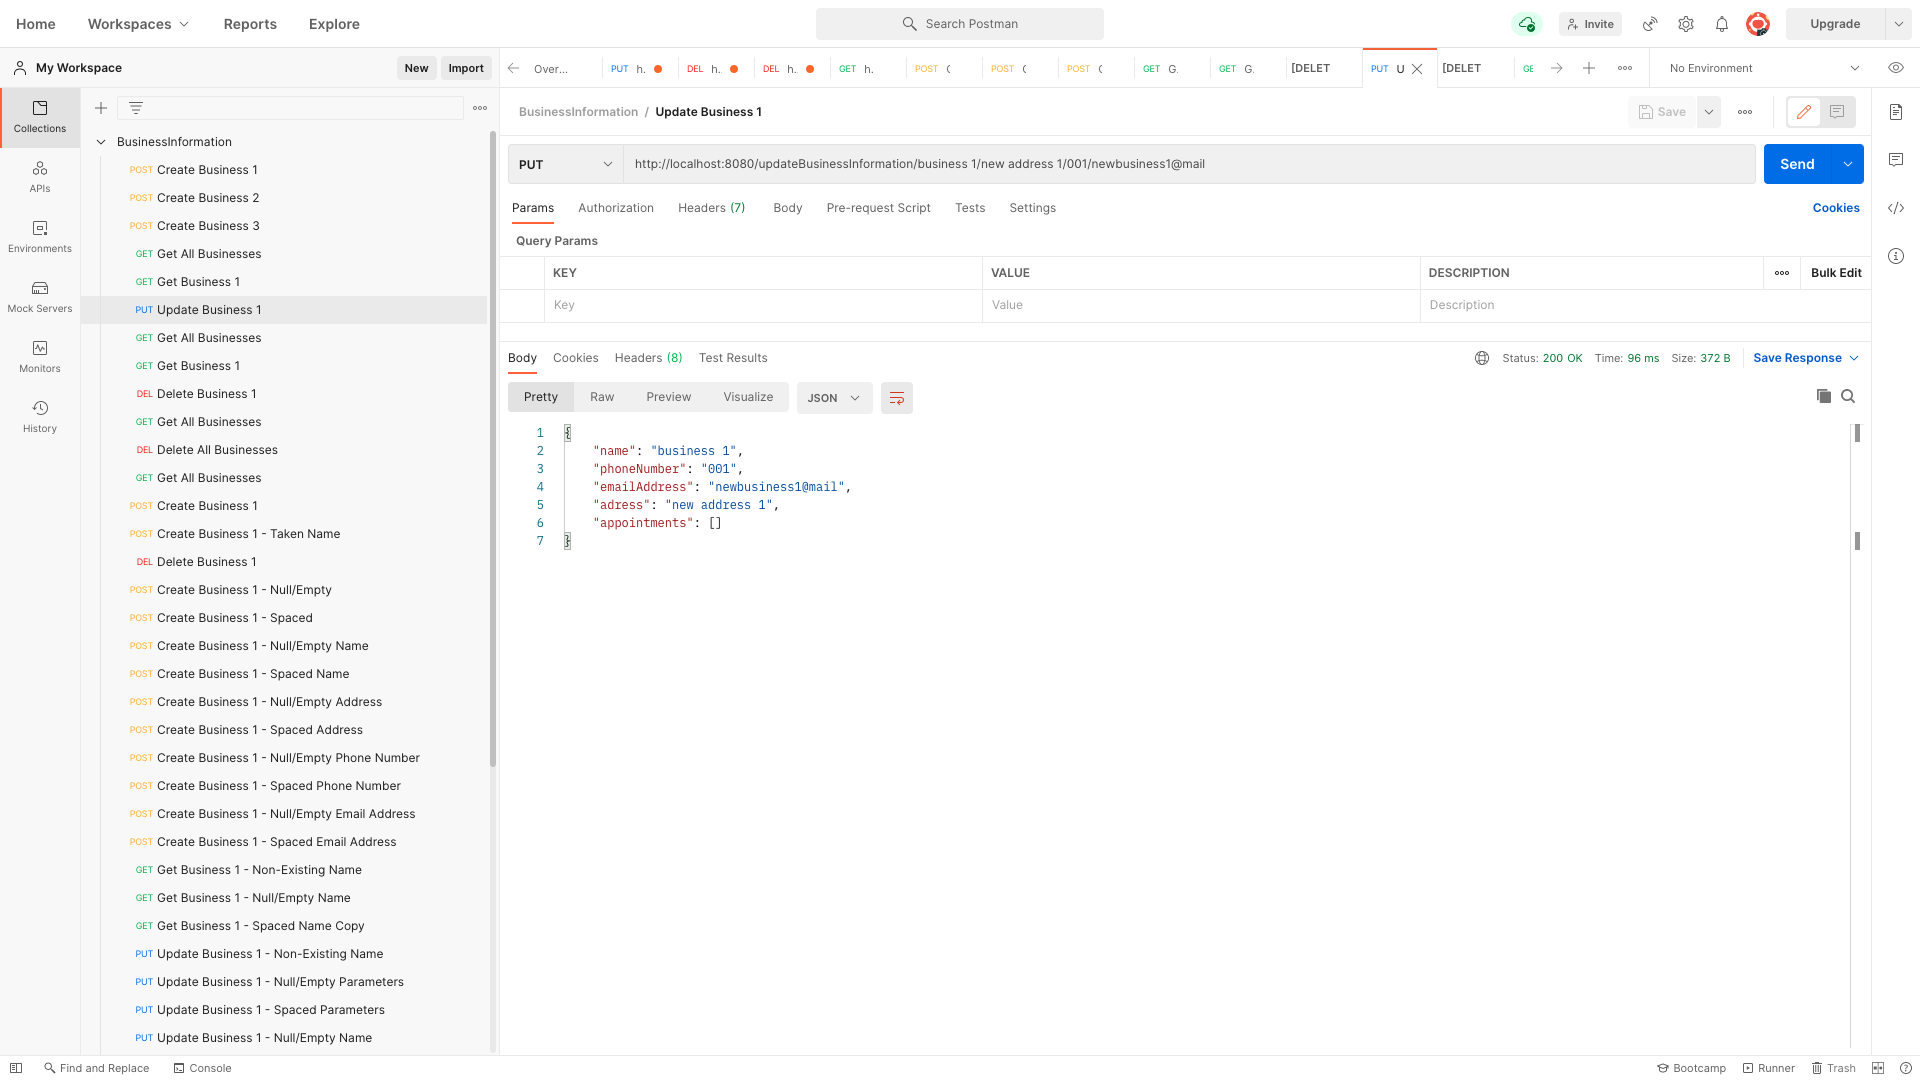 Home
Workspaces
Reports
Explore
Search Postman
Invite
Upgrade
My Workspace
New
Import
Over...
PUT h.
DEL h.
DEL h.
GET h.
POST
POST
POST
GET G.
GET G.
[DELET
PUT U
[DELET
GE
No Environment
Collections
APIs
Environments
Mock Servers
Monitors
History
BusinessInformation
POST Create Business 1
POST Create Business 2
POST Create Business 3
GET Get All Businesses
GET Get Business 1
PUT Update Business 1
GET Get All Businesses
GET Get Business 1
DEL Delete Business 1
GET Get All Businesses
DEL Delete All Businesses
GET Get All Businesses
POST Create Business 1
POST Create Business 1 - Taken Name
DEL Delete Business 1
POST Create Business 1 - Null/Empty
POST Create Business 1 - Spaced
POST Create Business 1 - Null/Empty Name
POST Create Business 1 - Spaced Name
POST Create Business 1 - Null/Empty Address
POST Create Business 1 - Spaced Address
POST Create Business 1 - Null/Empty Phone Number
POST Create Business 1 - Spaced Phone Number
POST Create Business 1 - Null/Empty Email Address
POST Create Business 1 - Spaced Email Address
GET Get Business 1 - Non-Existing Name
GET Get Business 1 - Null/Empty Name
GET Get Business 1 - Spaced Name Copy
PUT Update Business 1 - Non-Existing Name
PUT Update Business 1 - Null/Empty Parameters
PUT Update Business 1 - Spaced Parameters
PUT Update Business 1 - Null/Empty Name
BusinessInformation / Update Business 1
Save
PUT
http://localhost:8080/updateBusinessInformation/business 1/new address 1/001/newbusiness1@mail
Send
Params
Authorization
Headers (7)
Body
Pre-request Script
Tests
Settings
Cookies
Query Params
KEY
VALUE
DESCRIPTION
Bulk Edit
Key
Value
Description
Body
Cookies
Headers (8)
Test Results
Status: 200 OK
Time: 96 ms
Size: 372 B
Save Response
Pretty
Raw
Preview
Visualize
JSON
1 {
2 "name": "business 1",
3 "phoneNumber": "001",
4 "emailAddress": "newbusiness1@mail",
5 "adress": "new address 1",
6 "appointments": []
7 }
Find and Replace
Console
Bootcamp
Runner
Trash